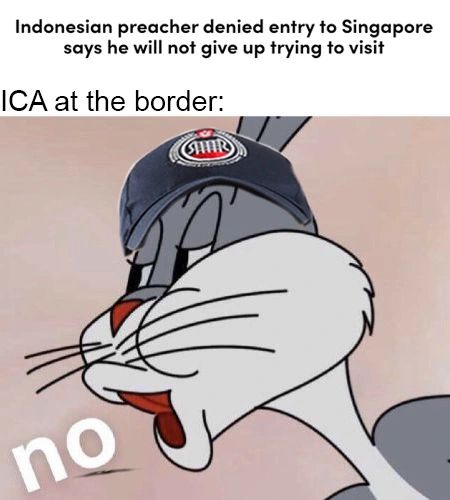 Indonesian preacher denied entry to Singapore
says he will not give up trying to visit
ICA at the border:
no